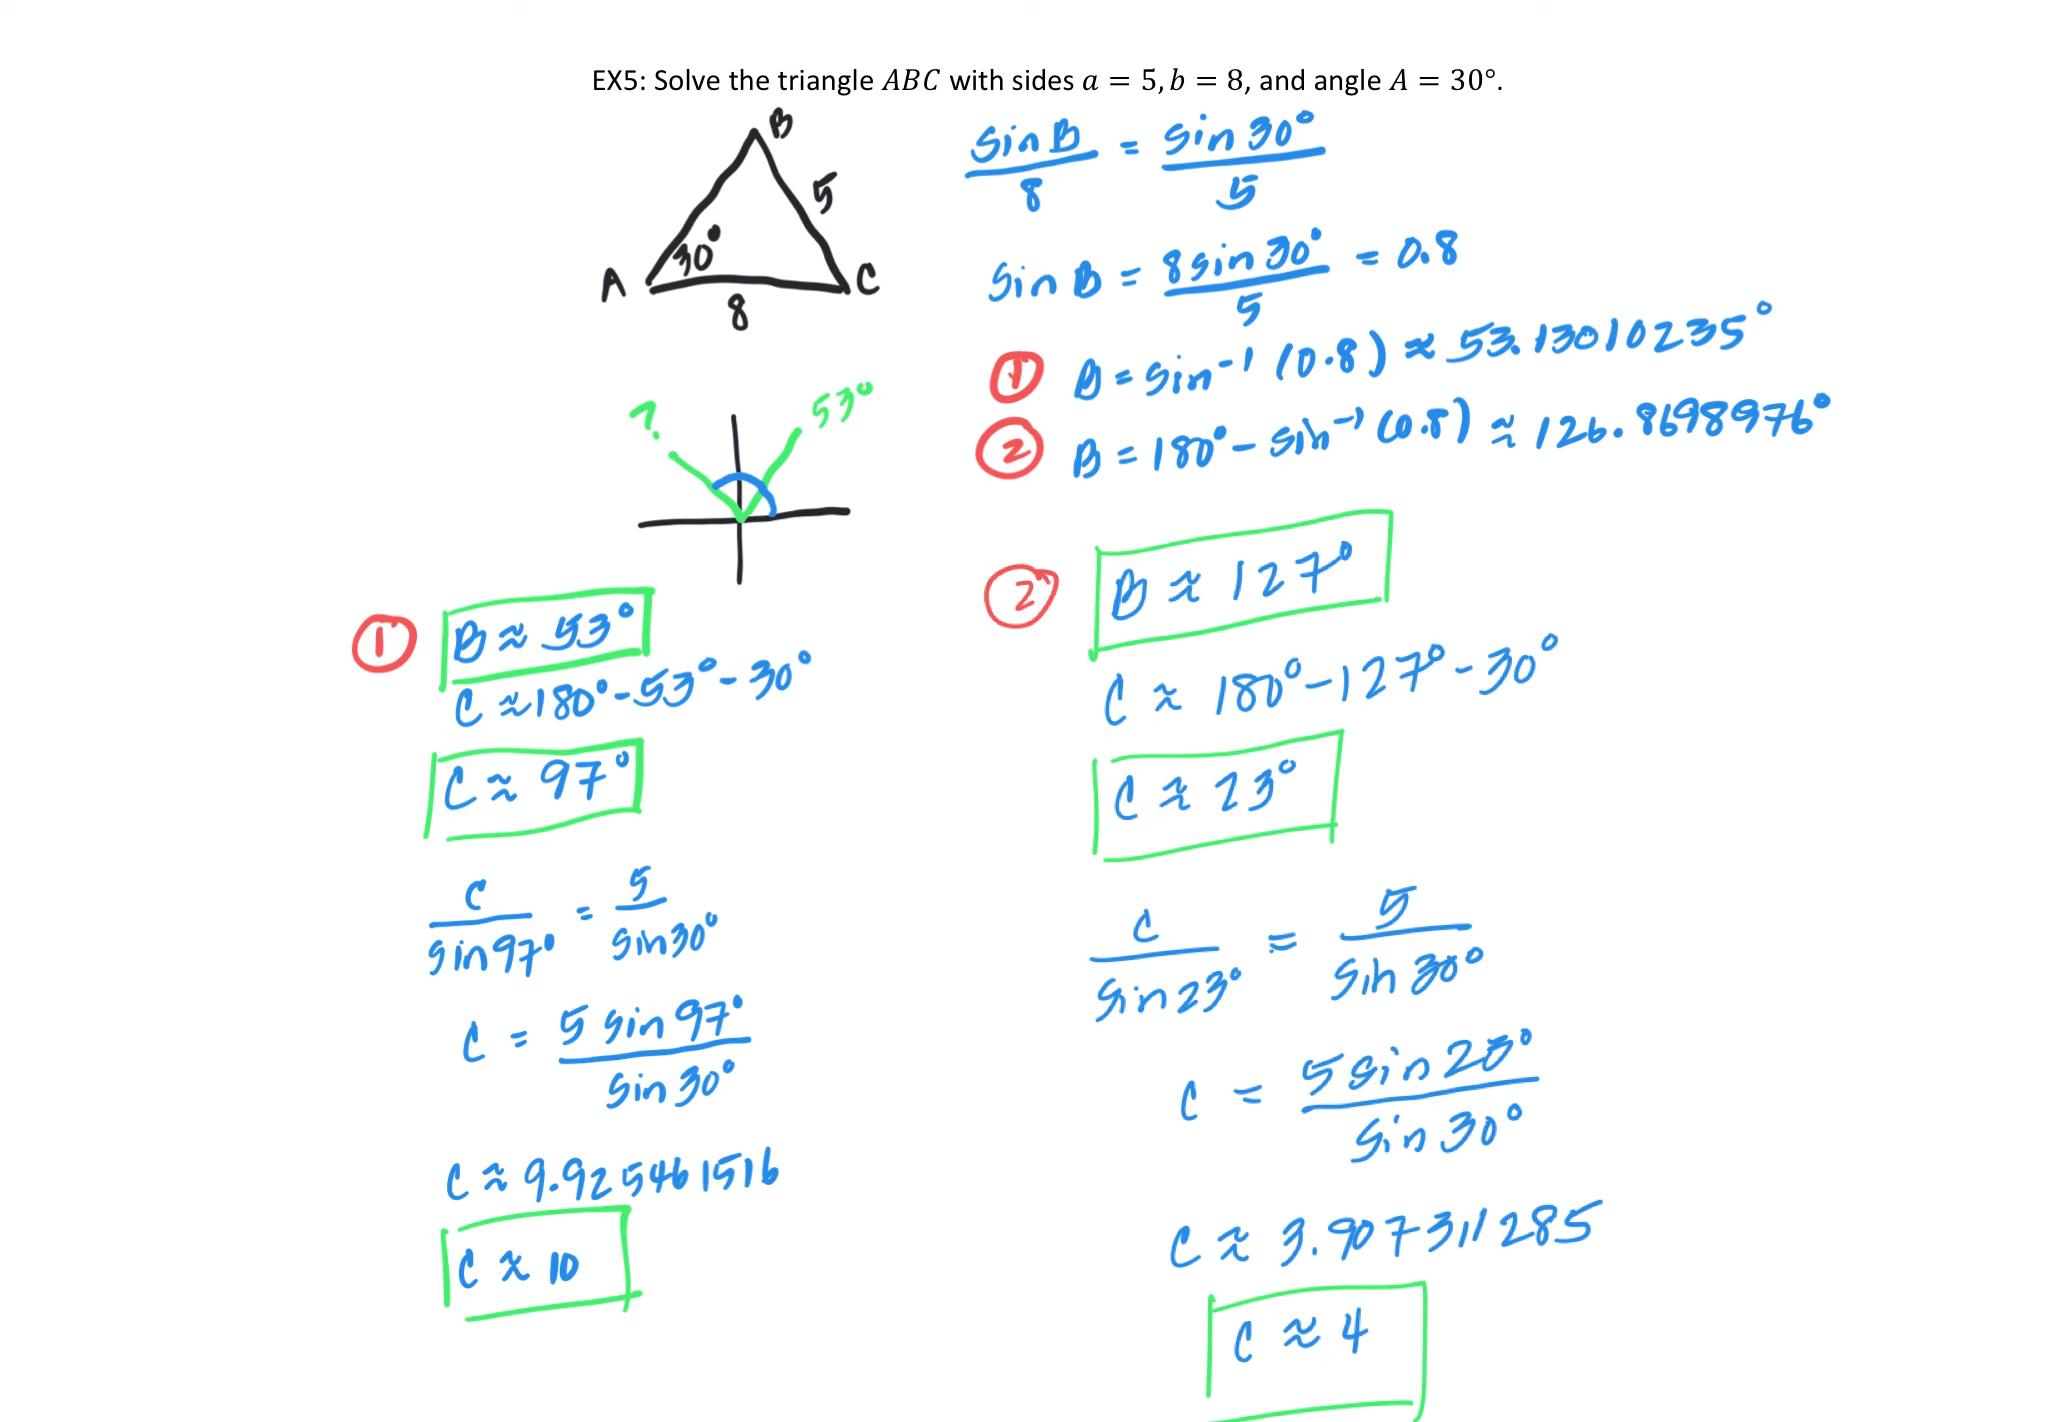 EX5: Solve the triangle ABC with sides a = 5, b = 8, and angle A = 30°.
B
5
30°
A
C
8
sin B / 8 = sin 30° / 5
sin B = 8 sin 30° / 5 = 0.8
① B = sin⁻¹ (0.8) ≈ 53.13010235°
② B = 180° - sin⁻¹ (0.8) ≈ 126.8698976°
?
53°
① B ≈ 53°
C ≈ 180° - 53° - 30°
C ≈ 97°
c / sin 97° = 5 / sin 30°
c = 5 sin 97° / sin 30°
c ≈ 9.925461516
c ≈ 10
② B ≈ 127°
C ≈ 180° - 127° - 30°
C ≈ 23°
c / sin 23° = 5 / sin 30°
c = 5 sin 23° / sin 30°
c ≈ 3.907311285
c ≈ 4